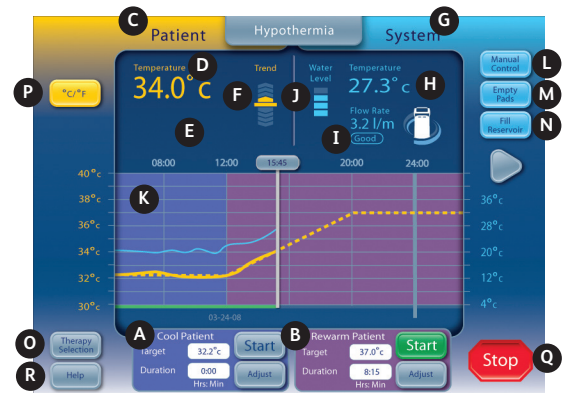 C
Patient
Hypothermia
System
G
Temperature
D
34.0°c
Trend
F
E
Water
Level
J
Temperature
27.3°c
H
Flow Rate
3.2 l/m
I
Good
P
°C/°F
Manual
Control
L
Empty
Pads
M
Fill
Reservoir
N
08:00
12:00
15:45
20:00
24:00
K
40°c
38°c
36°c
34°c
32°c
30°c
36°c
28°c
20°c
12°c
4°c
03-24-08
A
Cool Patient
Target
32.2°c
Start
Duration
0:00
Hrs: Min
Adjust
B
Rewarm Patient
Target
37.0°c
Start
Duration
8:15
Hrs: Min
Adjust
O
Therapy
Selection
R
Help
Stop
Q